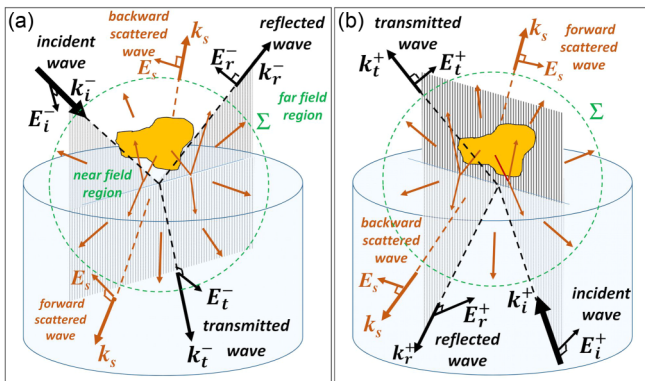 (a)
backward
scattered
wave
k_s
E_s
reflected
wave
E_r^-
k_r^-
incident
wave
k_i^-
E_i^-
Σ
far field
region
near field
region
E_s
forward
scattered
wave
k_s
E_t^-
k_t^-
transmitted
wave
(b)
transmitted
wave
k_t^+
E_t^+
k_s
E_s
forward
scattered
wave
Σ
backward
scattered
wave
E_s
k_s
E_r^+
k_r^+
reflected
wave
k_i^+
incident
wave
E_i^+